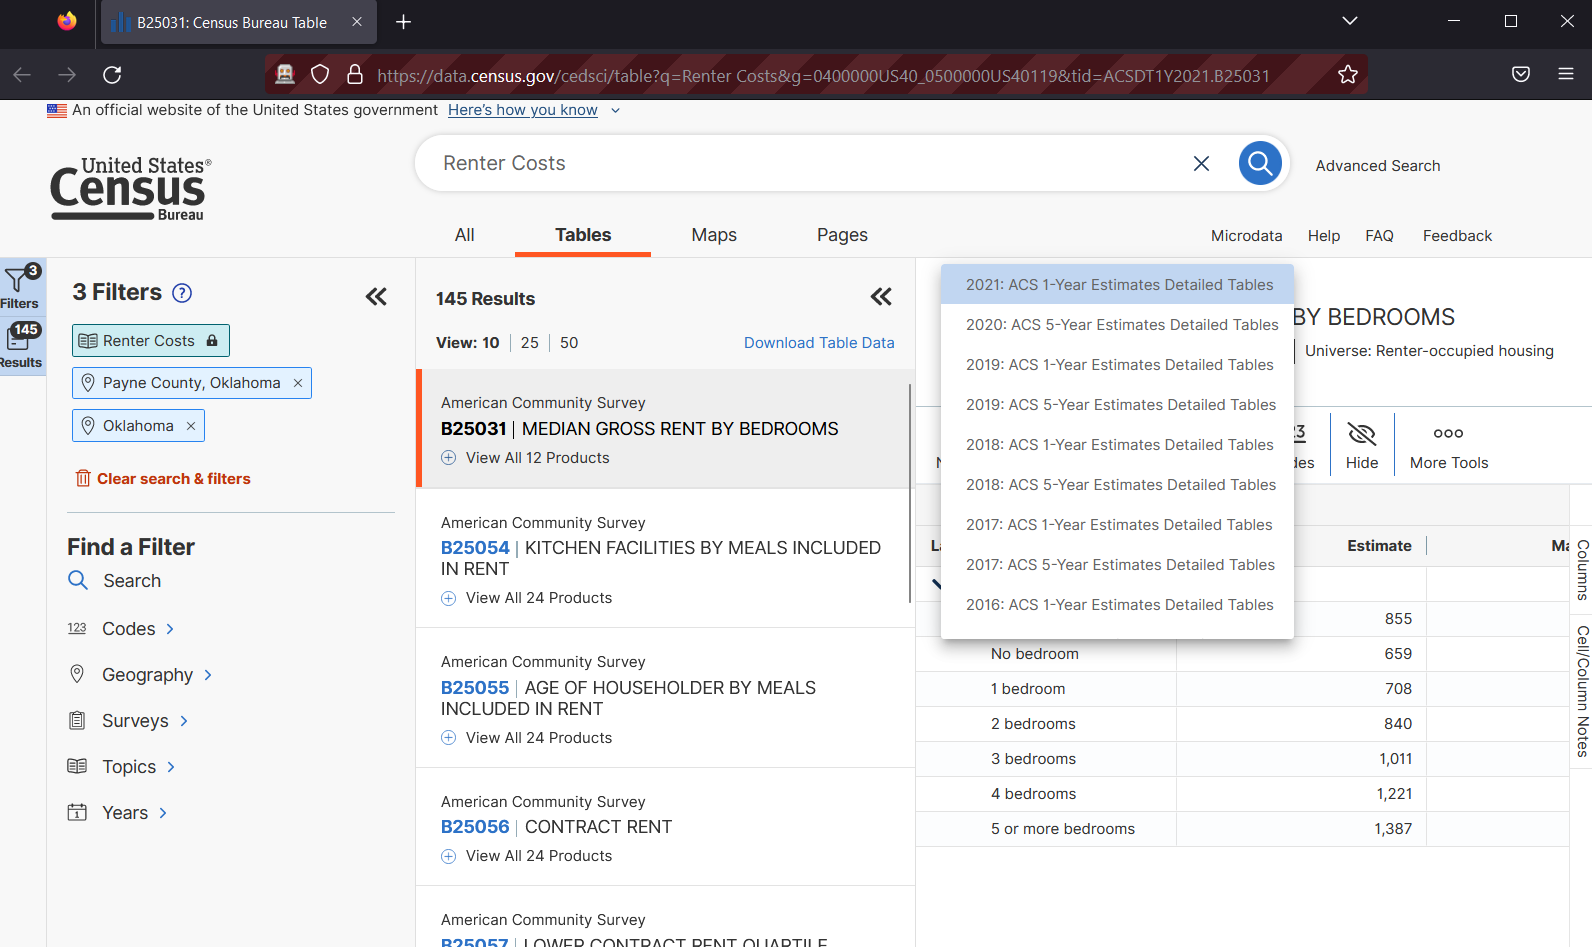 B25031: Census Bureau Table
https://data.census.gov/cedsci/table?q=Renter Costs&g=0400000US40_0500000US40119&tid=ACSDT1Y2021.B25031
An official website of the United States government Here's how you know
United States®
Census
Bureau
Renter Costs
Advanced Search
All Tables Maps Pages
Microdata Help FAQ Feedback
3
Filters
145
Results
3 Filters
Renter Costs
Payne County, Oklahoma
Oklahoma
Clear search & filters
Find a Filter
Search
123 Codes
Geography
Surveys
Topics
1 Years
145 Results
View: 10 | 25 | 50 Download Table Data
American Community Survey
B25031 | MEDIAN GROSS RENT BY BEDROOMS
View All 12 Products
American Community Survey
B25054 | KITCHEN FACILITIES BY MEALS INCLUDED
IN RENT
View All 24 Products
American Community Survey
B25055 | AGE OF HOUSEHOLDER BY MEALS
INCLUDED IN RENT
View All 24 Products
American Community Survey
B25056 | CONTRACT RENT
View All 24 Products
American Community Survey
B25057 | LOWER CONTRACT RENT QUARTILE
2021: ACS 1-Year Estimates Detailed Tables
2020: ACS 5-Year Estimates Detailed Tables
2019: ACS 1-Year Estimates Detailed Tables
2019: ACS 5-Year Estimates Detailed Tables
2018: ACS 1-Year Estimates Detailed Tables
2018: ACS 5-Year Estimates Detailed Tables
2017: ACS 1-Year Estimates Detailed Tables
2017: ACS 5-Year Estimates Detailed Tables
2016: ACS 1-Year Estimates Detailed Tables
BY BEDROOMS
Universe: Renter-occupied housing
Hide More Tools
Estimate
855
No bedroom 659
1 bedroom 708
2 bedrooms 840
3 bedrooms 1,011
4 bedrooms 1,221
5 or more bedrooms 1,387
Columns
Cell/Column Notes